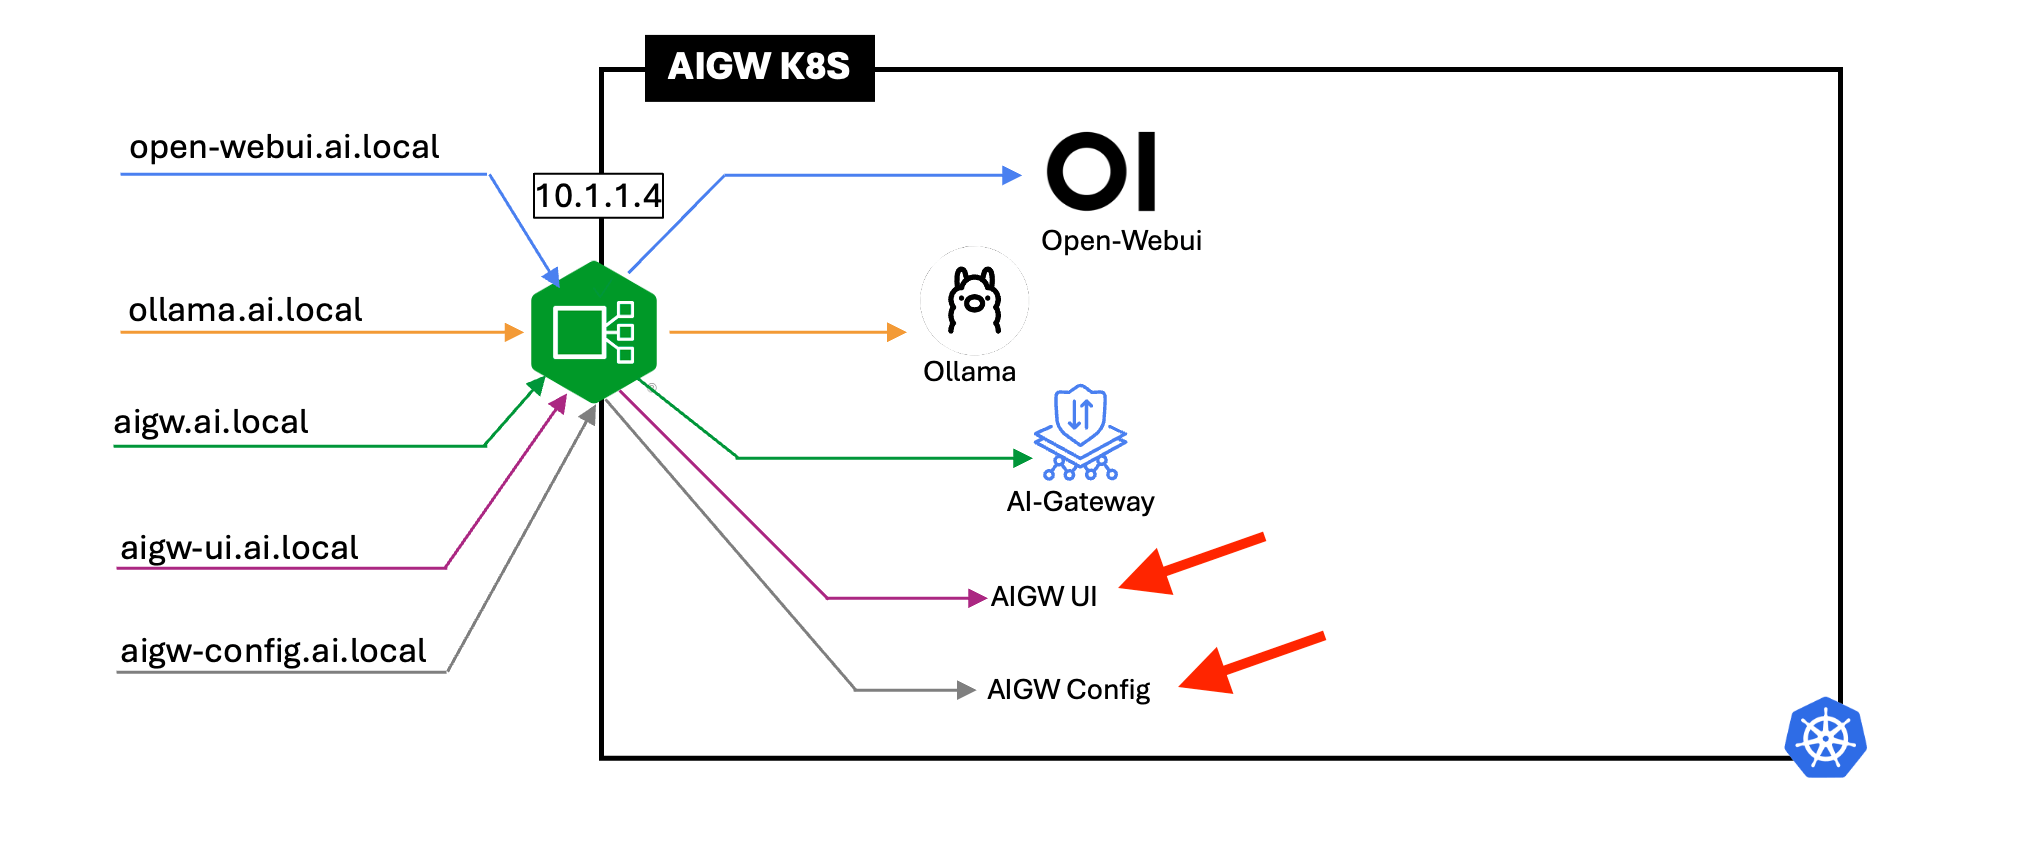 AIGW K8S
open-webui.ai.local
10.1.1.4
OI
Open-Webui
ollama.ai.local
Ollama
aigw.ai.local
AI-Gateway
aigw-ui.ai.local
AIGW UI
aigw-config.ai.local
AIGW Config